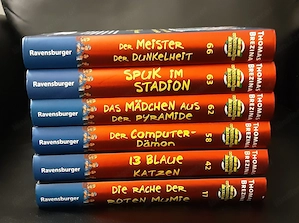 Ravensburger
DER MEISTER
DER DUNKELHEIT
66
THOMAS
BREZINA
Ravensburger
SPUK IM
STADION
63
THOMAS
BREZINA
Ravensburger
DAS MÄDCHEN AUS
DER PYRAMIDE
62
THOMAS
BREZINA
Ravensburger
DER COMPUTER-
DÄMON
58
THOMAS
BREZINA
Ravensburger
13 BLAUE
KATZEN
42
THOMAS
BREZINA
Ravensburger
DIE RACHE DER
ROTEN MUMIE
17
THOMAS
BREZINA